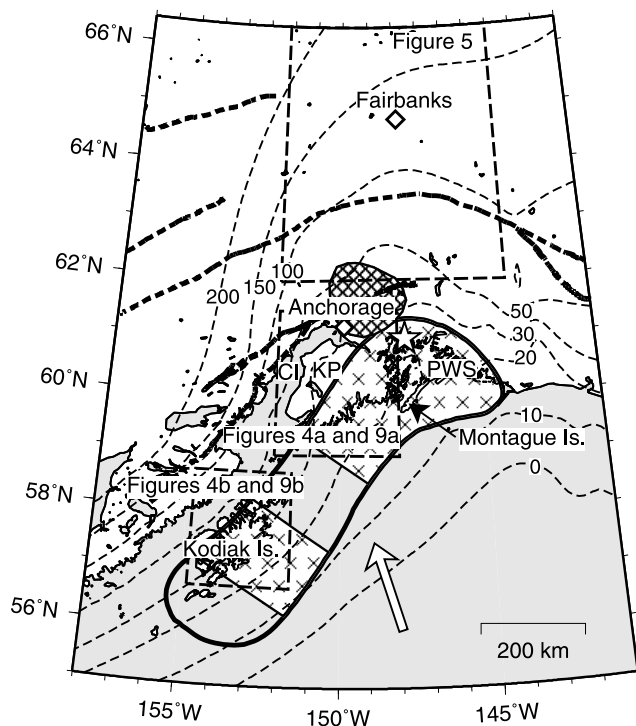 66°N
Figure 5
Fairbanks
64°N
62°N
100
150
200
Anchorage
50
30
20
60°N
CI
KP
PWS
10
Figures 4a and 9a
Montague Is.
0
58°N
Figures 4b and 9b
Kodiak Is.
56°N
200 km
155°W
150°W
145°W